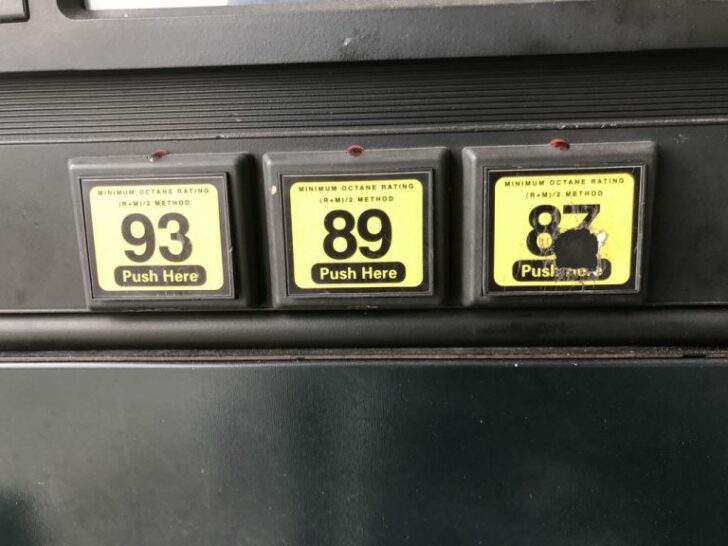 MINIMUM OCTANE RATING
(R+M)/2 METHOD
93
Push Here
MINIMUM OCTANE RATING
(R+M)/2 METHOD
89
Push Here
MINIMUM OCTANE RATING
(R+M)/2 METHOD
87
Push